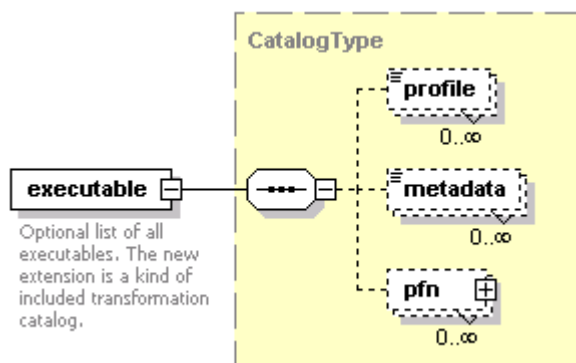 CatalogType
profile
0..∞
executable
metadata
0..∞
Optional list of all
executables. The new
extension is a kind of
included transformation
catalog.
pfn
0..∞